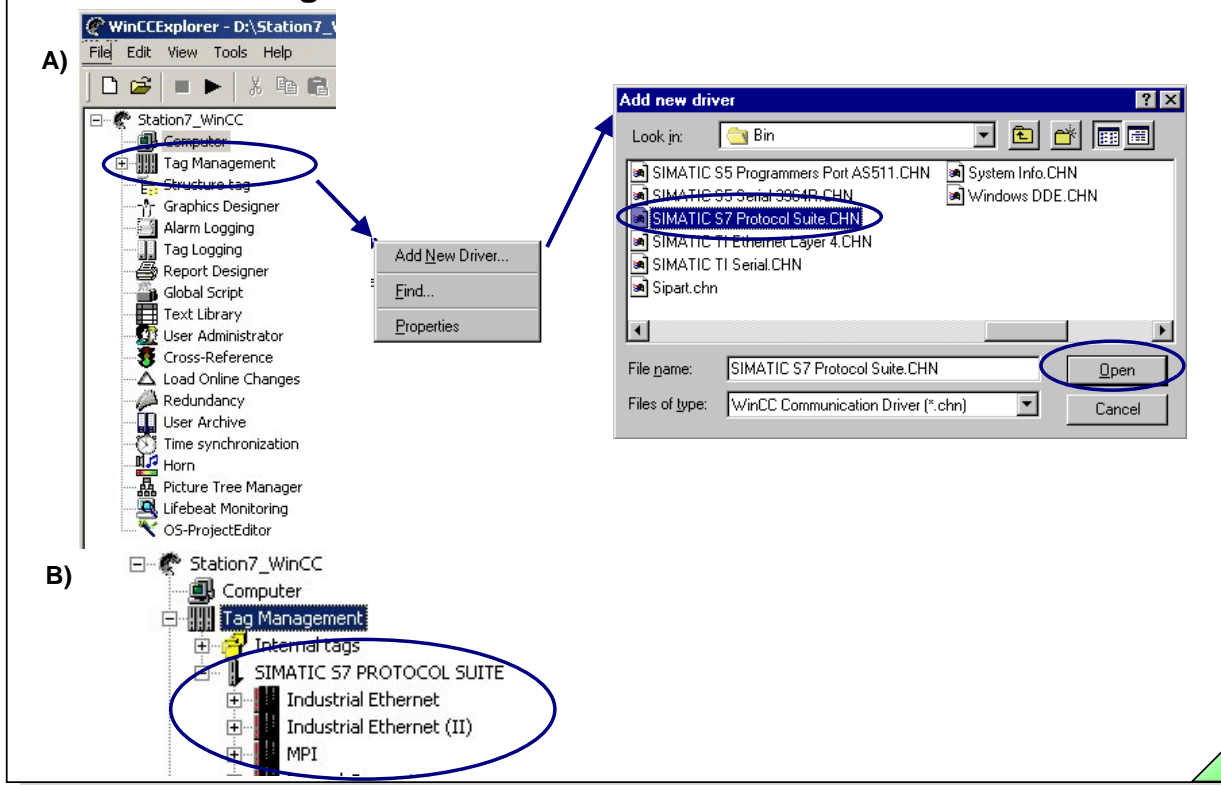 WinCCExplorer - D:\Station7_
A)
File Edit View Tools Help
Station7_WinCC
Computer
Tag Management
Structure tag
Graphics Designer
Alarm Logging
Tag Logging
Report Designer
Global Script
Text Library
User Administrator
Cross-Reference
Load Online Changes
Redundancy
User Archive
Time synchronization
Horn
Picture Tree Manager
Lifebeat Monitoring
OS-ProjectEditor
Add New Driver...
Find...
Properties
Add new driver
Look in: Bin
SIMATIC S5 Programmers Port AS511.CHN
SIMATIC S5 Serial 3964R.CHN
SIMATIC S7 Protocol Suite.CHN
SIMATIC TI Ethernet Layer 4.CHN
SIMATIC TI Serial.CHN
Sipart.chn
System Info.CHN
Windows DDE.CHN
File name: SIMATIC S7 Protocol Suite.CHN Open
Files of type: WinCC Communication Driver (*.chn) Cancel
B)
Station7_WinCC
Computer
Tag Management
Internal tags
SIMATIC S7 PROTOCOL SUITE
Industrial Ethernet
Industrial Ethernet (II)
MPI